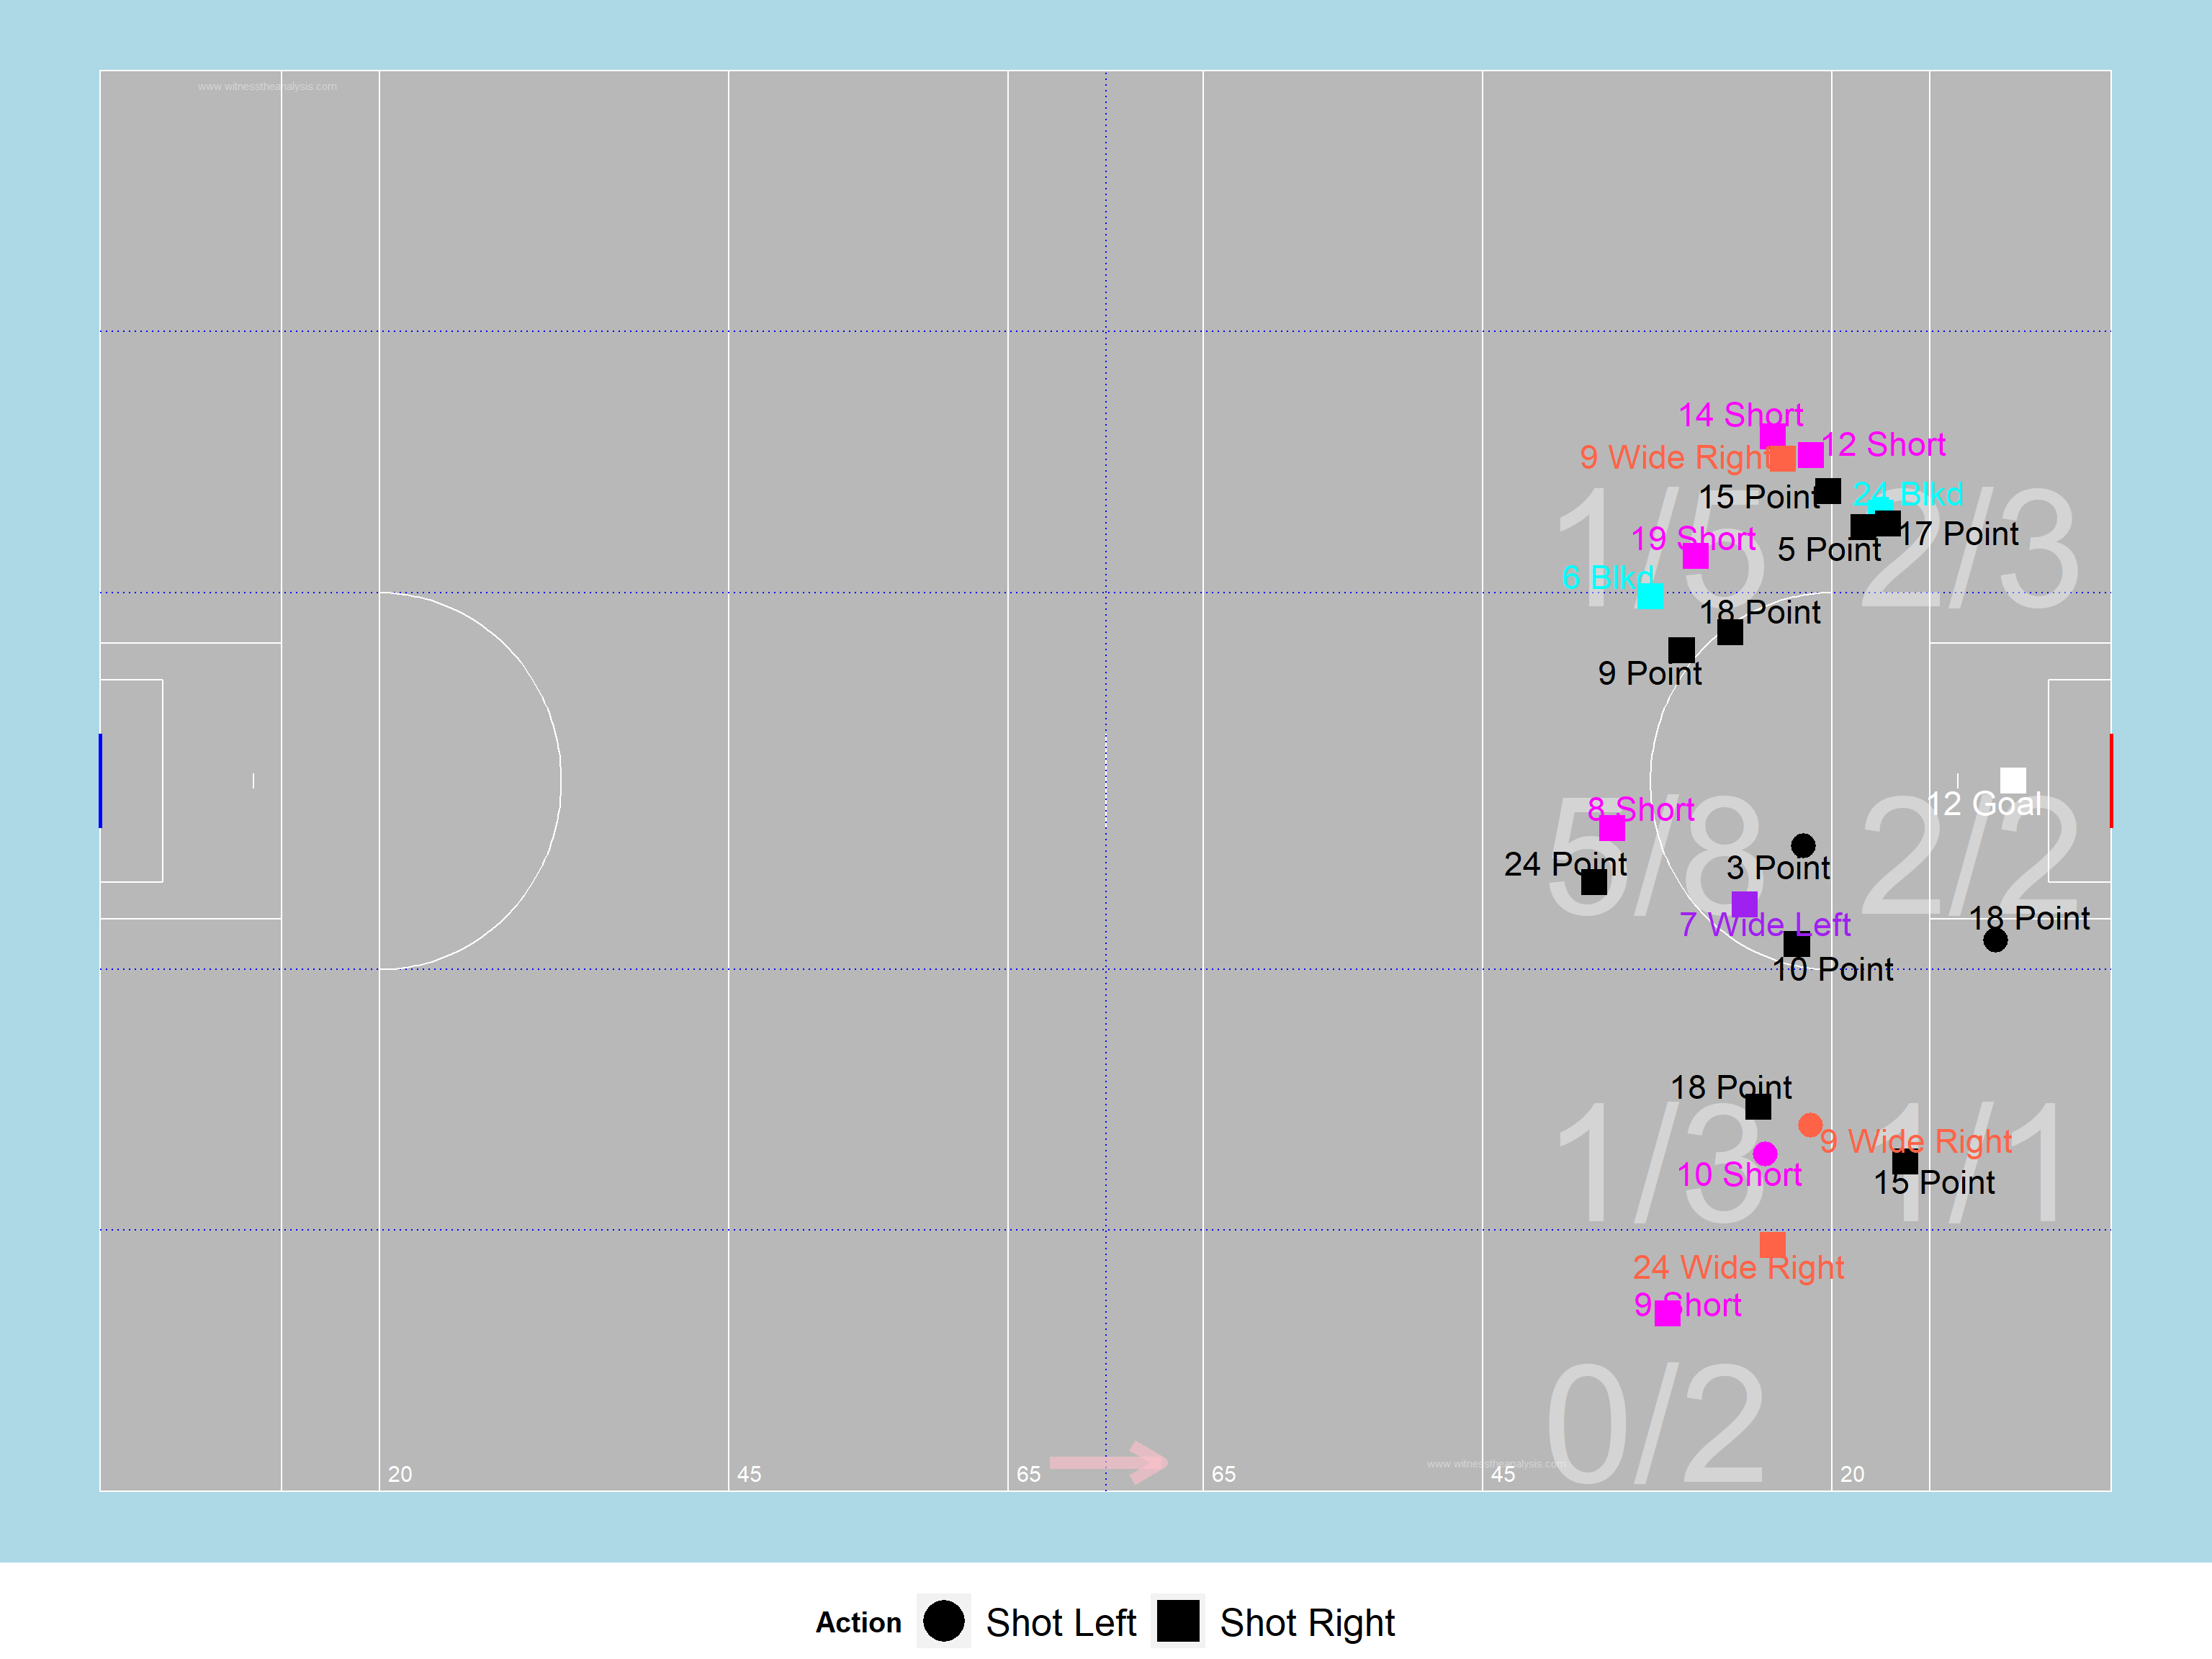 www.witnesstheanalysis.com
14 Short
12 Short
9 Wide Right
15 Point
24 Blkd
1/5
2/3
17 Point
19 Short
5 Point
6 Blkd
18 Point
9 Point
12 Goal
8 Short
5/8
2/2
24 Point
3 Point
18 Point
7 Wide Left
10 Point
18 Point
9 Wide Right
1/3
1/1
10 Short
15 Point
24 Wide Right
9 Short
0/2
www.witnesstheanalysis.com
20 45 65 65 45 20
Action Shot Left Shot Right